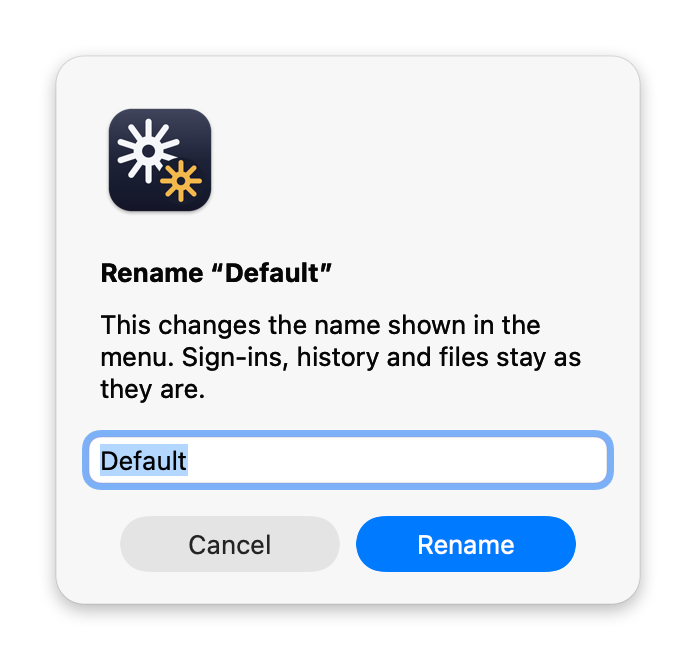 Rename “Default”
This changes the name shown in the
menu. Sign-ins, history and files stay as
they are.
Default
Cancel
Rename